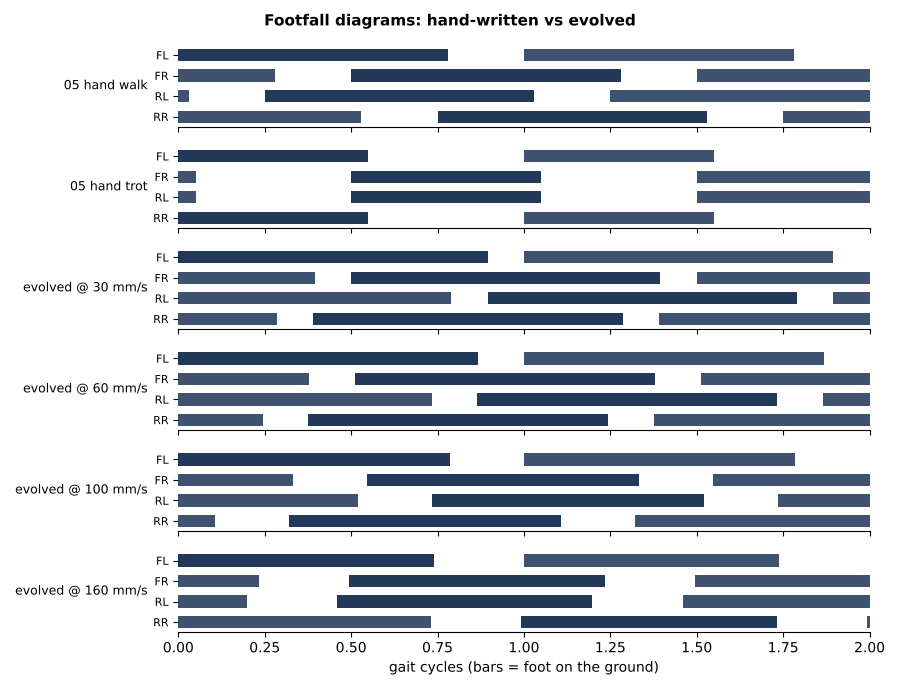 Footfall diagrams: hand-written vs evolved
05 hand walk
FL
FR
RL
RR
05 hand trot
FL
FR
RL
RR
evolved @ 30 mm/s
FL
FR
RL
RR
evolved @ 60 mm/s
FL
FR
RL
RR
evolved @ 100 mm/s
FL
FR
RL
RR
evolved @ 160 mm/s
FL
FR
RL
RR
0.00 0.25 0.50 0.75 1.00 1.25 1.50 1.75 2.00
gait cycles (bars = foot on the ground)